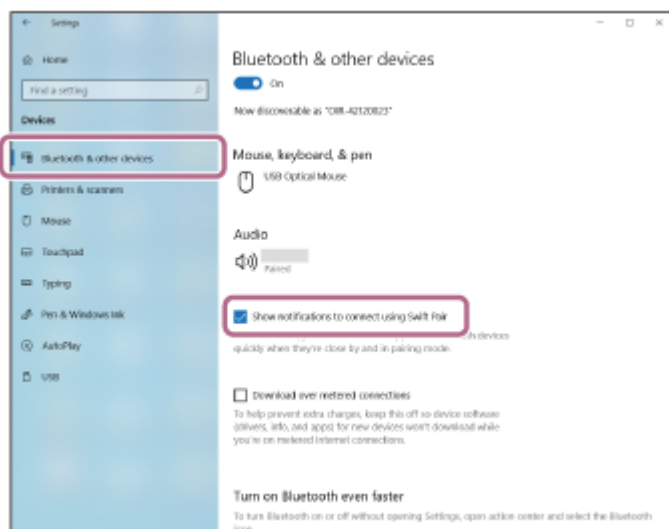 Settings
Home
Find a setting
Devices
Bluetooth & other devices
Printers & scanners
Mouse
Touchpad
Typing
Pen & Windows Ink
AutoPlay
USB
Bluetooth & other devices
On
Now discoverable as
Mouse, keyboard, & pen
USB Optical Mouse
Audio
Paired
Show notifications to connect using Swift Pair
devices
quickly when they're close by and in pairing mode.
Download over metered connections
To help prevent extra charges, keep this off so device software
(drivers, info, and apps) for new devices won't download while
you're on metered Internet connections.
Turn on Bluetooth even faster
To turn Bluetooth on or off without opening Settings, open action center and select the Bluetooth